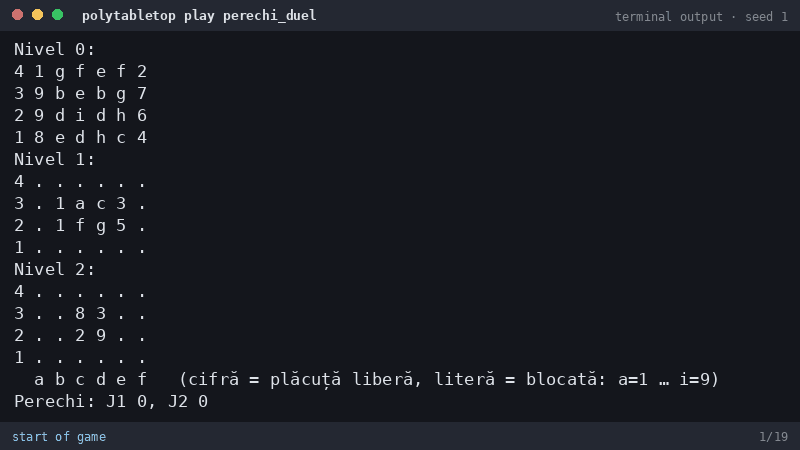 polytabletop play perechi_duel
terminal output · seed 1
Nivel 0:
4 1 g f e f 2
3 9 b e b g 7
2 9 d i d h 6
1 8 e d h c 4
Nivel 1:
4 . . . . . .
3 . 1 a c 3 .
2 . 1 f g 5 .
1 . . . . . .
Nivel 2:
4 . . . . . .
3 . . 8 3 . .
2 . . 2 9 . .
1 . . . . . .
a b c d e f (cifră = plăcuță liberă, literă = blocată: a=1 … i=9)
Perechi: J1 0, J2 0
start of game
1/19